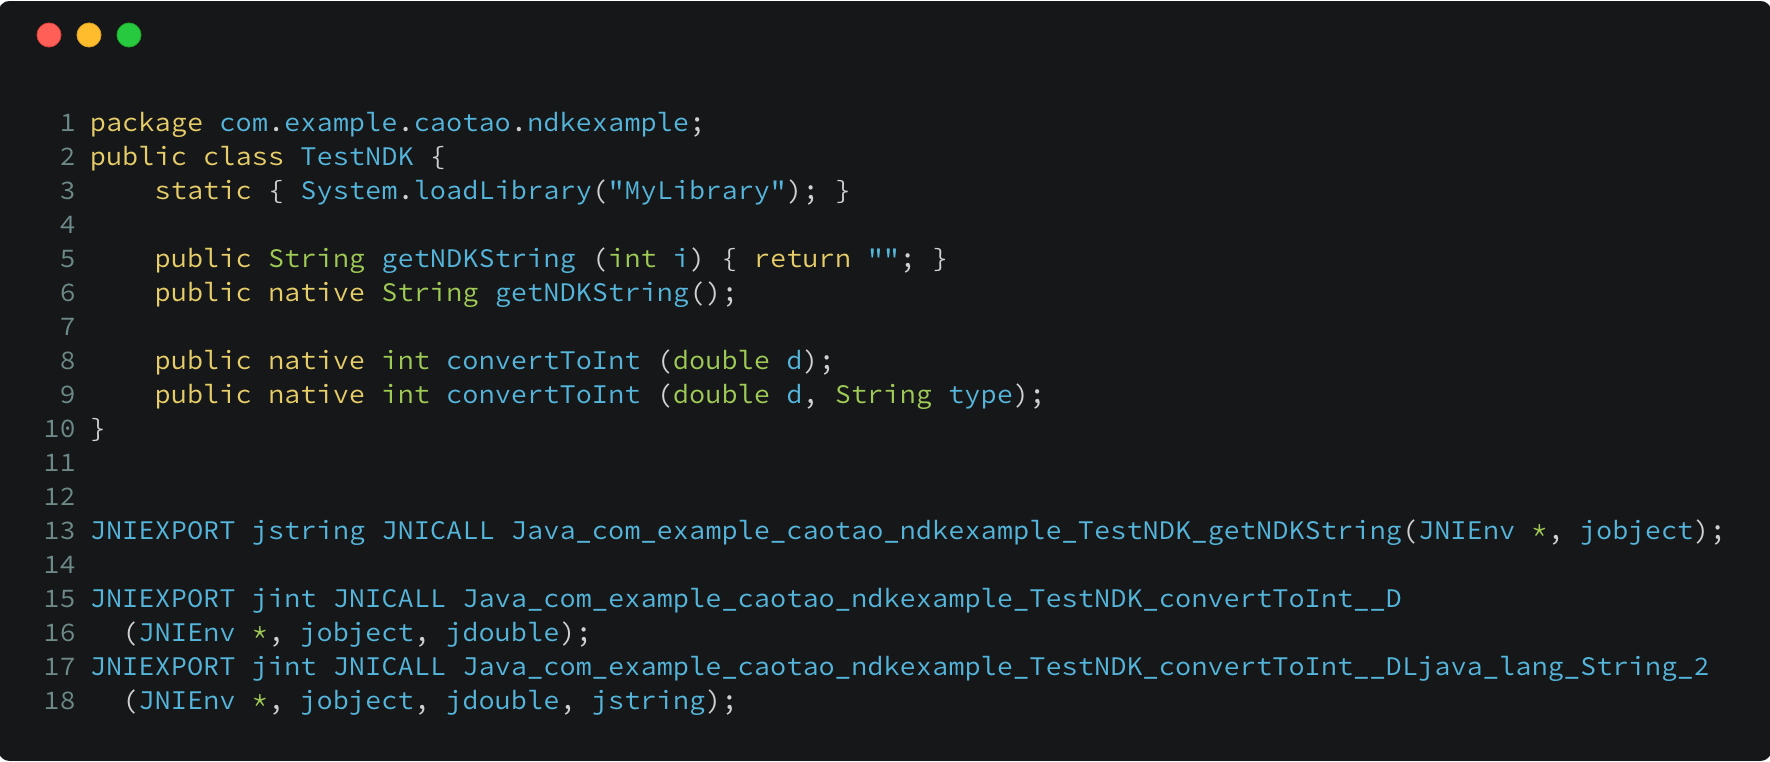 1 package com.example.caotao.ndkexample;
2 public class TestNDK {
3     static { System.loadLibrary("MyLibrary"); }
4
5     public String getNDKString (int i) { return ""; }
6     public native String getNDKString();
7
8     public native int convertToInt (double d);
9     public native int convertToInt (double d, String type);
10 }
11
12
13 JNIEXPORT jstring JNICALL Java_com_example_caotao_ndkexample_TestNDK_getNDKString(JNIEnv *, jobject);
14
15 JNIEXPORT jint JNICALL Java_com_example_caotao_ndkexample_TestNDK_convertToInt__D
16   (JNIEnv *, jobject, jdouble);
17 JNIEXPORT jint JNICALL Java_com_example_caotao_ndkexample_TestNDK_convertToInt__DLjava_lang_String_2
18   (JNIEnv *, jobject, jdouble, jstring);